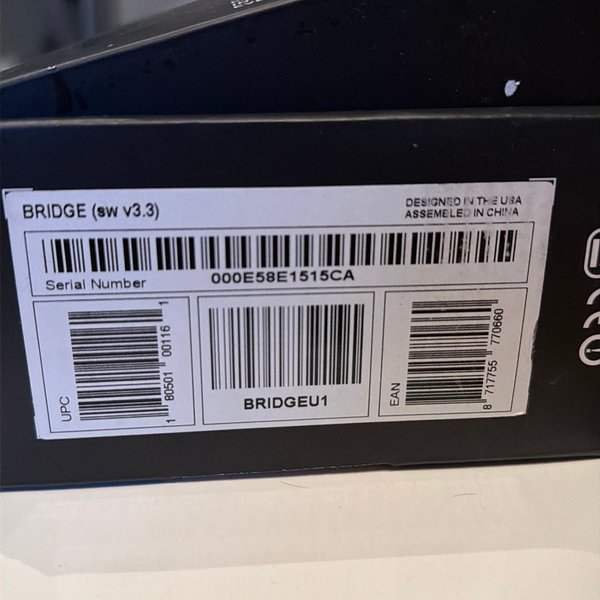 BRIDGE (sw v3.3)
DESIGNED IN THE USA
ASSEMBLED IN CHINA
Serial Number
000E58E1515CA
UPC
1 80501 00116 1
BRIDGEU1
EAN
8 717755 770660